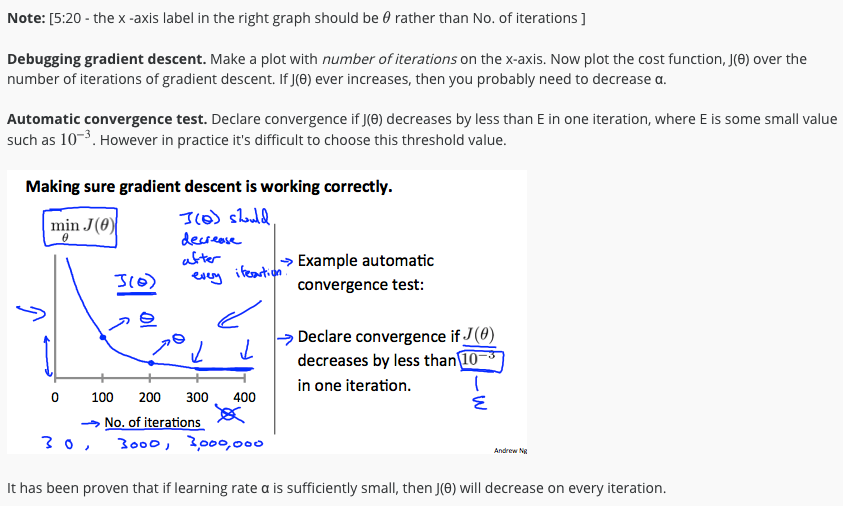 Note: [5:20 - the x -axis label in the right graph should be θ rather than No. of iterations ]
Debugging gradient descent. Make a plot with number of iterations on the x-axis. Now plot the cost function, J(θ) over the
number of iterations of gradient descent. If J(θ) ever increases, then you probably need to decrease α.
Automatic convergence test. Declare convergence if J(θ) decreases by less than E in one iteration, where E is some small value
such as 10⁻³. However in practice it's difficult to choose this threshold value.
Making sure gradient descent is working correctly.
min J(θ)
θ
J(θ) should
decrease
after
every iteration.
J(θ)
θ
θ
0 100 200 300 400
→ No. of iterations
30, 3000, 3,000,000
→ Example automatic
convergence test:
→ Declare convergence if J(θ)
decreases by less than 10⁻³
in one iteration.
ε
Andrew Ng
It has been proven that if learning rate α is sufficiently small, then J(θ) will decrease on every iteration.